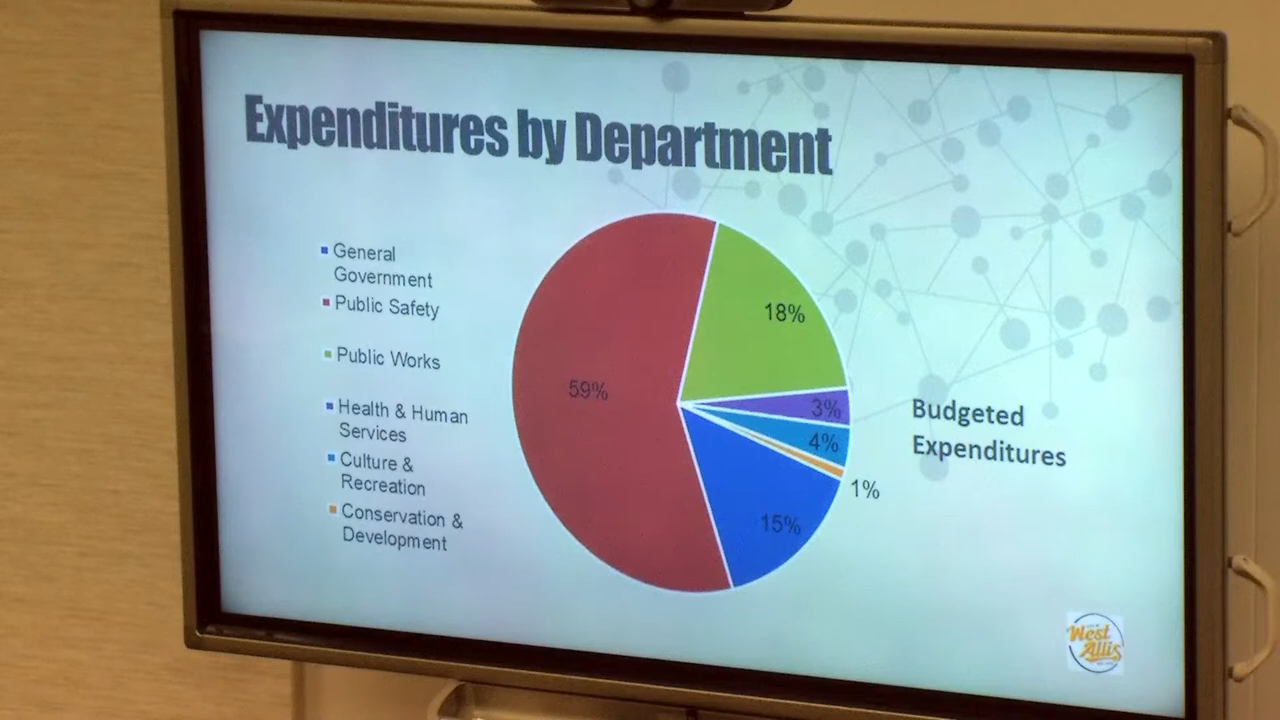 Expenditures by Department
General
Government
Public Safety
Public Works
Health & Human
Services
Culture &
Recreation
Conservation &
Development
18%
59%
3%
4%
1%
15%
Budgeted
Expenditures
West
Allis